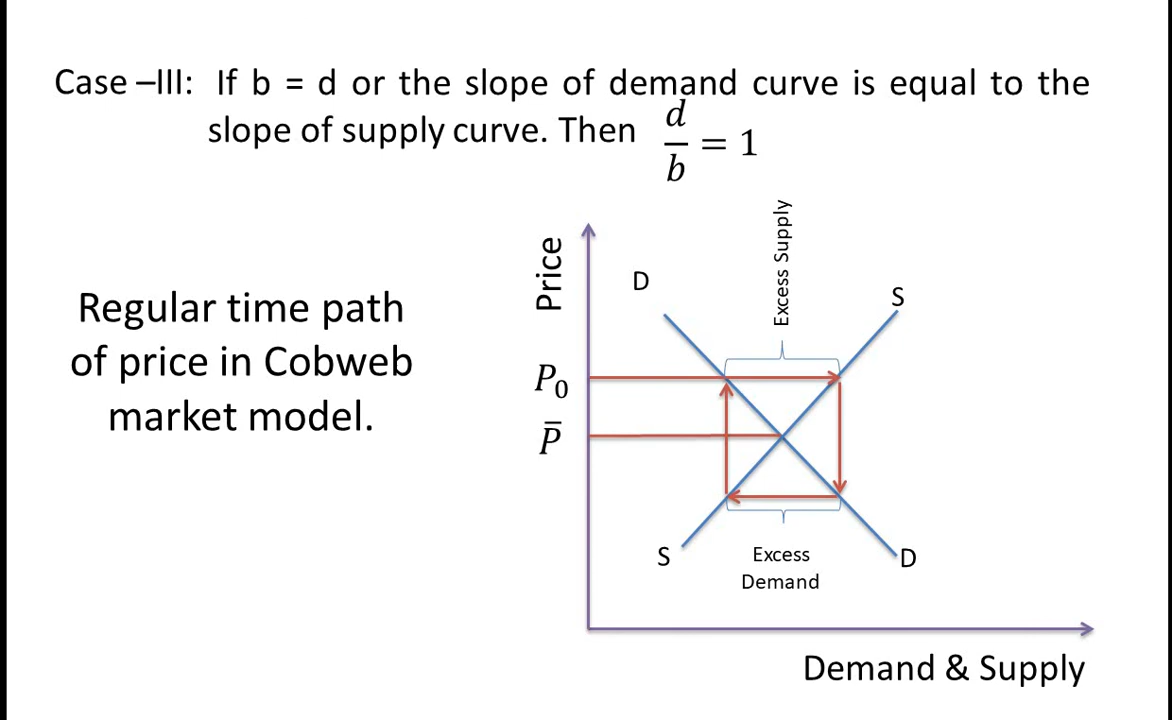 Case –III: If b = d or the slope of demand curve is equal to the
slope of supply curve. Then d/b = 1
Regular time path
of price in Cobweb
market model.
Price
Excess Supply
D
S
P₀
P̄
S
Excess
Demand
D
Demand & Supply